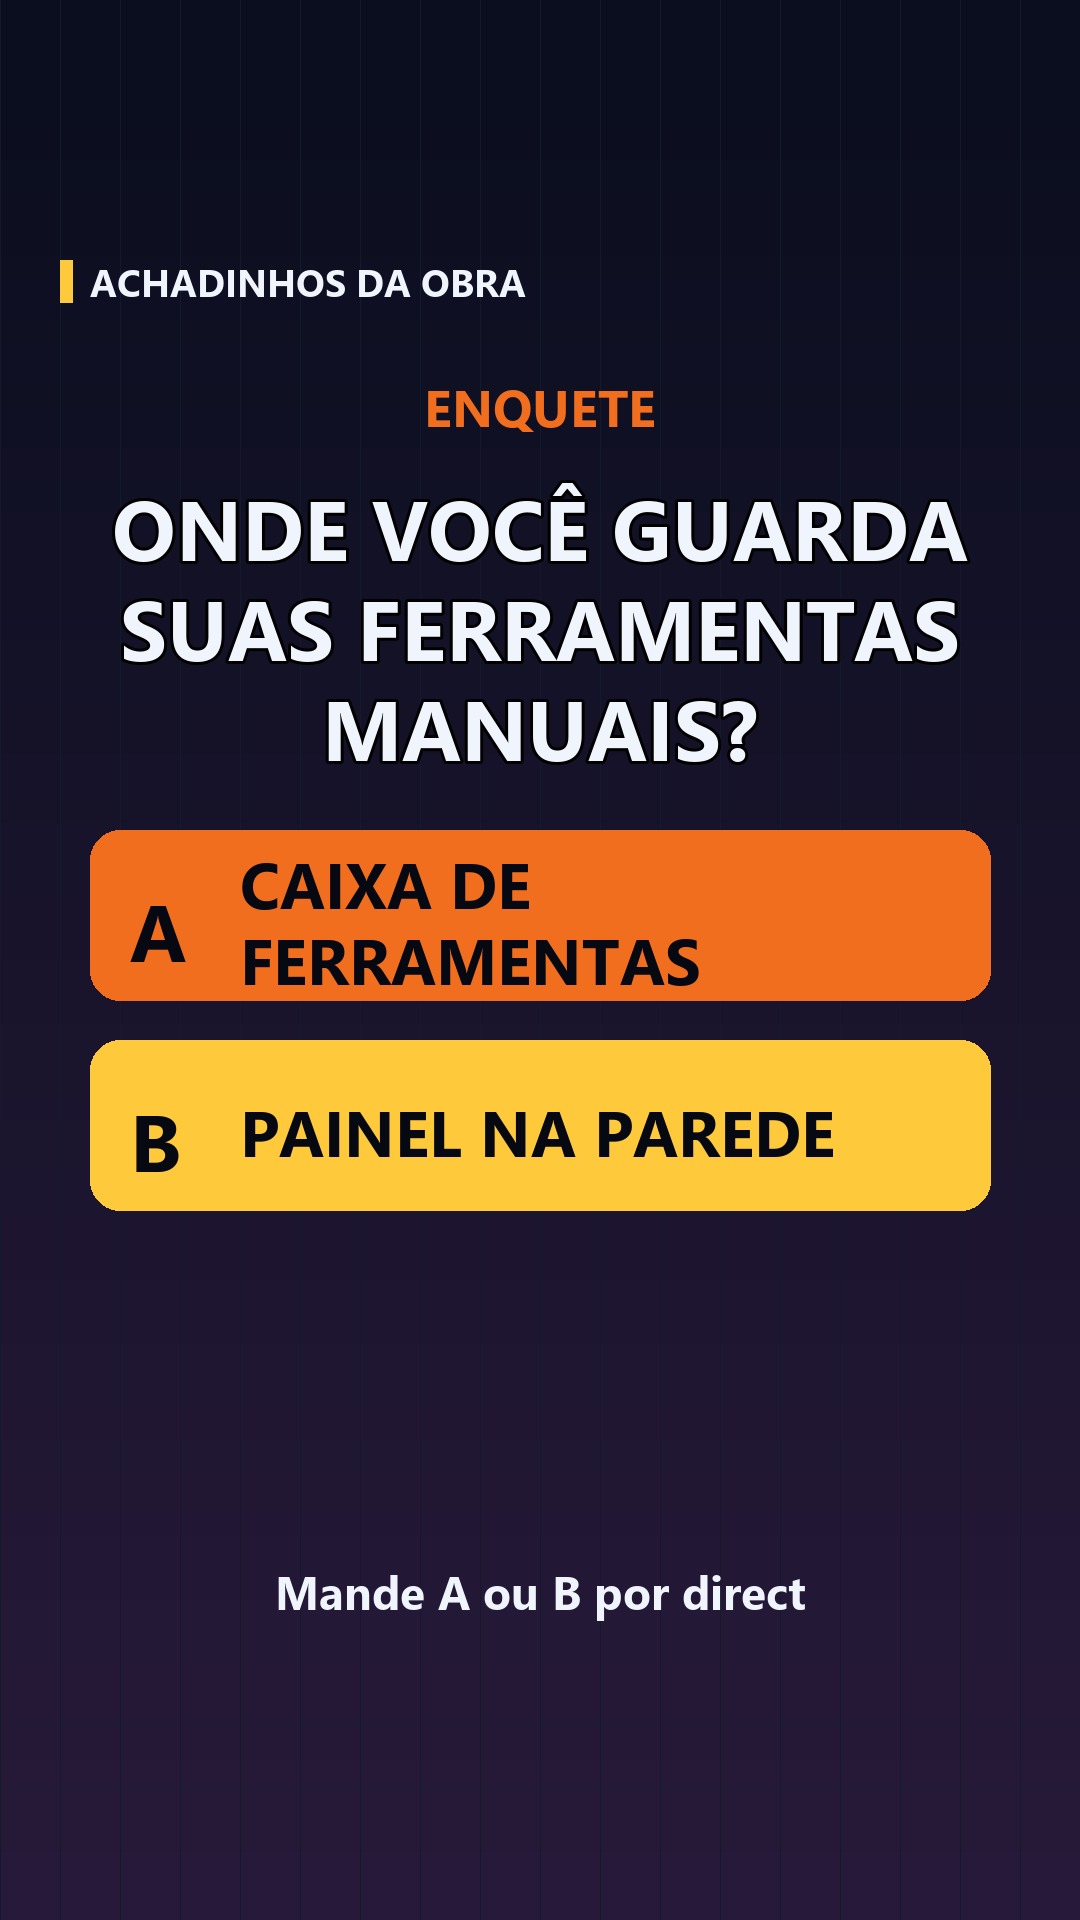 ACHADINHOS DA OBRA
ENQUETE
ONDE VOCÊ GUARDA
SUAS FERRAMENTAS
MANUAIS?
A
CAIXA DE
FERRAMENTAS
B
PAINEL NA PAREDE
Mande A ou B por direct